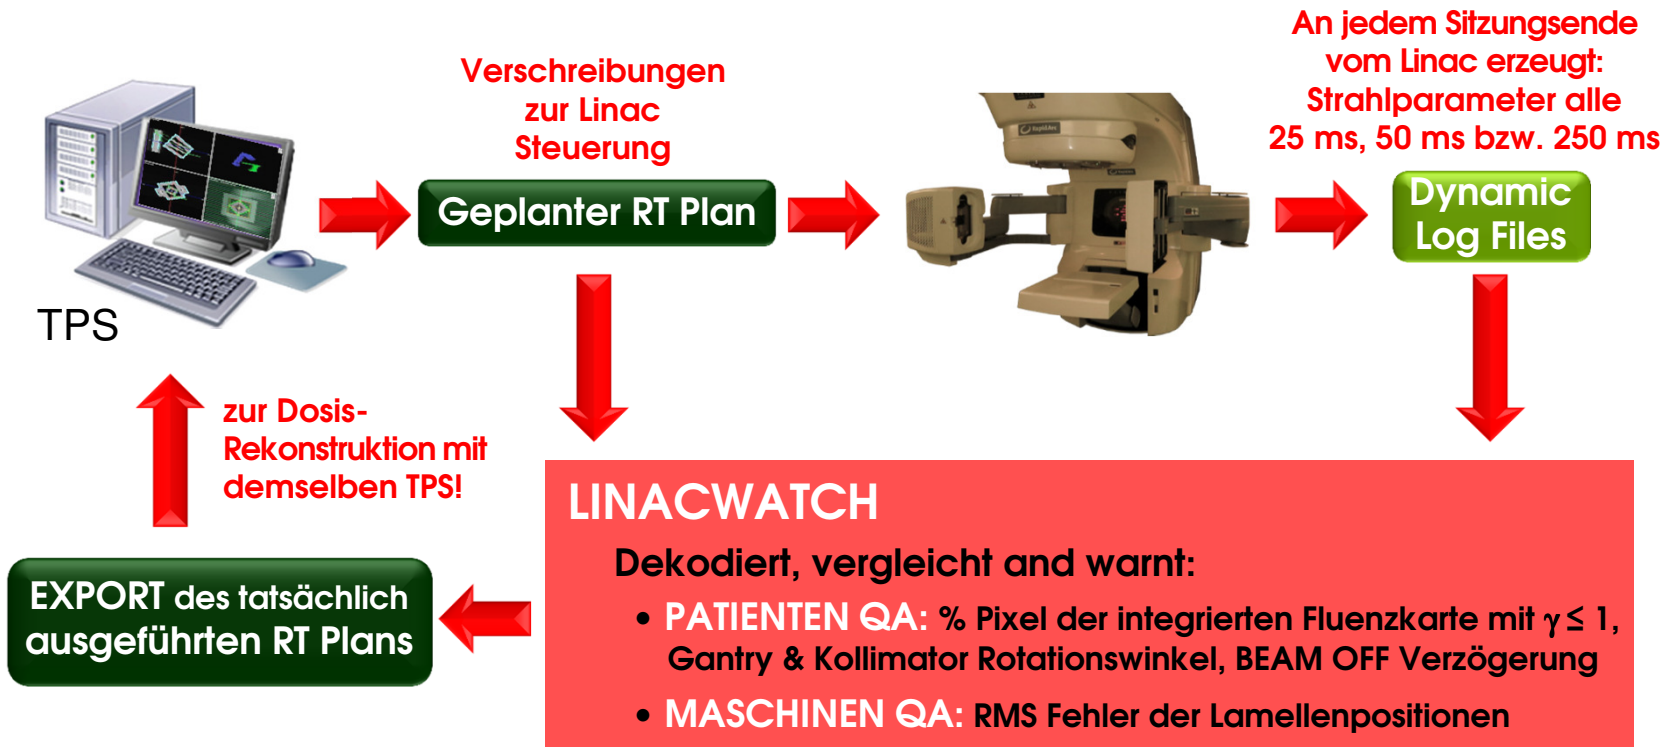 Verschreibungen
zur Linac
Steuerung
An jedem Sitzungsende
vom Linac erzeugt:
Strahlparameter alle
25 ms, 50 ms bzw. 250 ms
Geplanter RT Plan
RapidArc
Dynamic
Log Files
TPS
zur Dosis-
Rekonstruktion mit
demselben TPS!
LINACWATCH
Dekodiert, vergleicht and warnt:
• PATIENTEN QA: % Pixel der integrierten Fluenzkarte mit γ ≤ 1,
Gantry & Kollimator Rotationswinkel, BEAM OFF Verzögerung
• MASCHINEN QA: RMS Fehler der Lamellenpositionen
EXPORT des tatsächlich
ausgeführten RT Plans